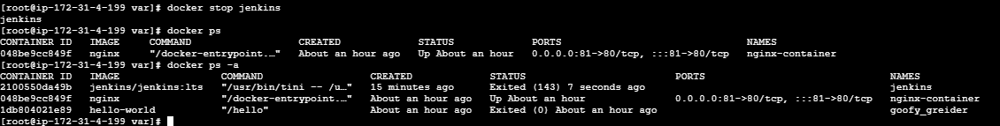 [root@ip-172-31-4-199 var]# docker stop jenkins
jenkins
[root@ip-172-31-4-199 var]# docker ps
CONTAINER ID   IMAGE     COMMAND                  CREATED             STATUS             PORTS                               NAMES
048be9cc849f   nginx     "/docker-entrypoint.…"   About an hour ago   Up About an hour   0.0.0.0:81->80/tcp, :::81->80/tcp   nginx-container
[root@ip-172-31-4-199 var]# docker ps -a
CONTAINER ID   IMAGE                 COMMAND                  CREATED             STATUS                         PORTS                               NAMES
2100550da49b   jenkins/jenkins:lts   "/usr/bin/tini -- /u…"   15 minutes ago      Exited (143) 7 seconds ago                                         jenkins
048be9cc849f   nginx                 "/docker-entrypoint.…"   About an hour ago   Up About an hour               0.0.0.0:81->80/tcp, :::81->80/tcp   nginx-container
1db804021e89   hello-world           "/hello"                 About an hour ago   Exited (0) About an hour ago                                       goofy_greider
[root@ip-172-31-4-199 var]#